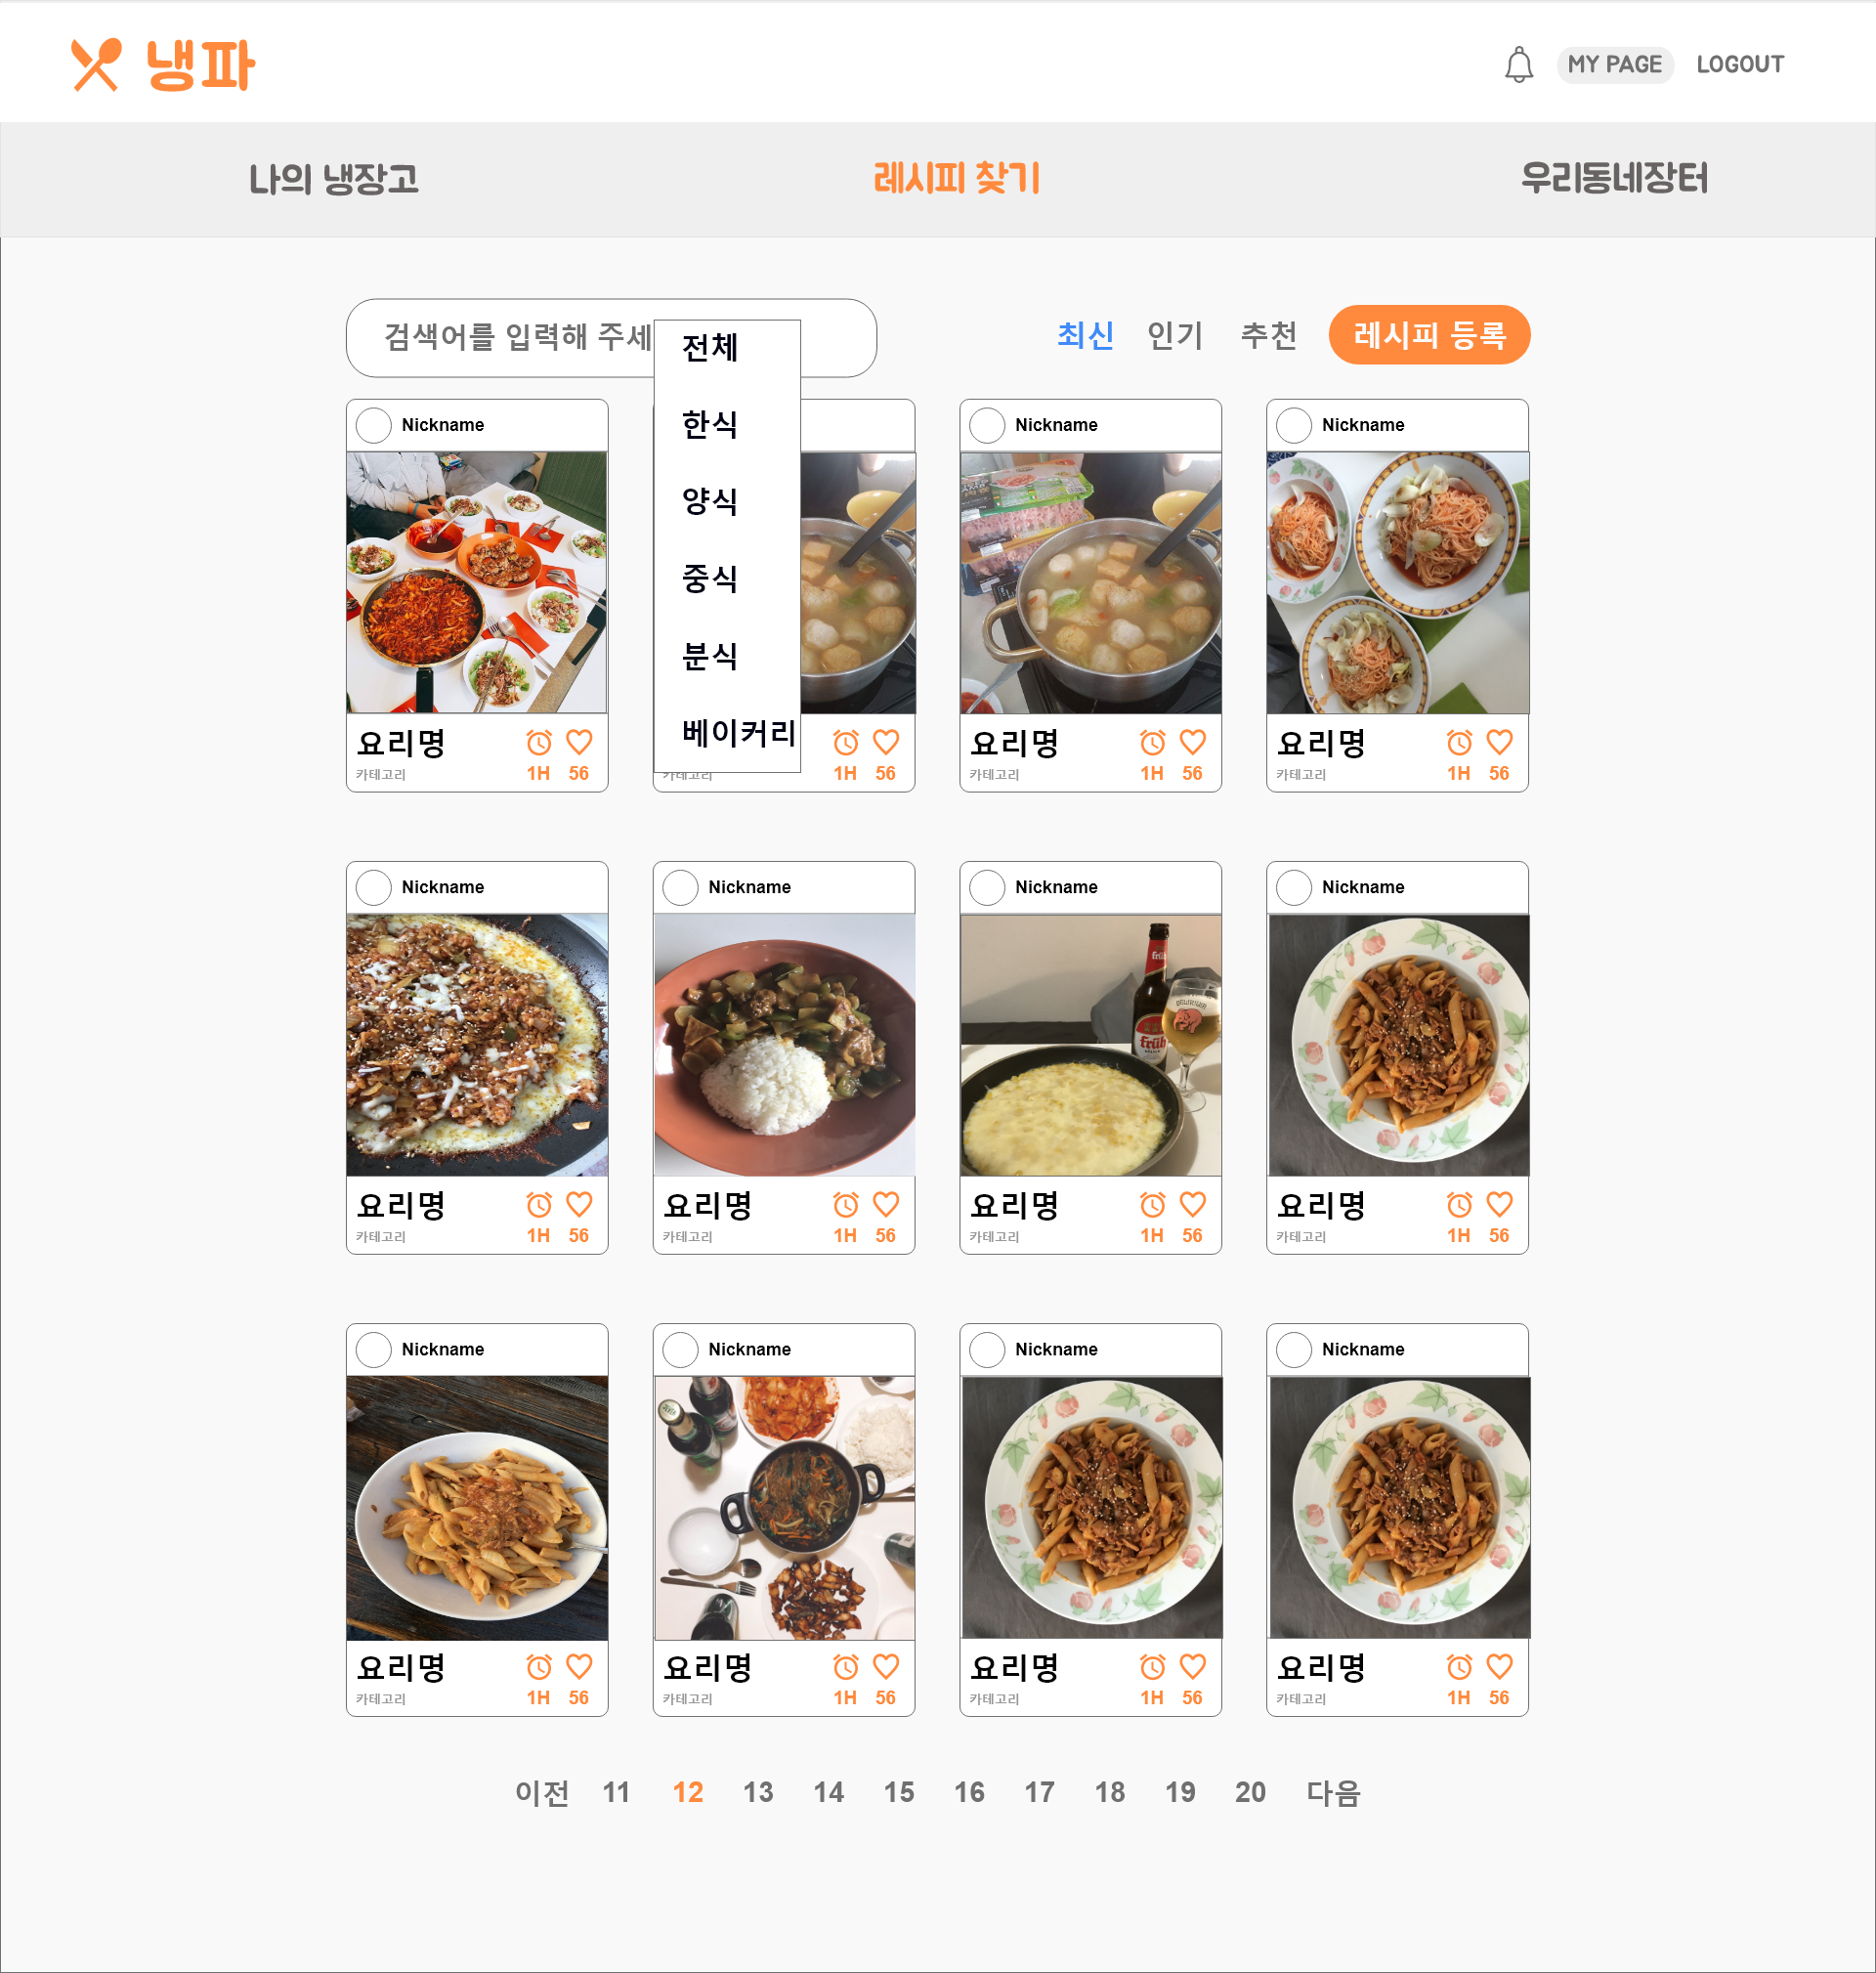 냉파
MY PAGE LOGOUT
나의 냉장고 레시피 찾기 우리동네장터
검색어를 입력해 주세
최신 인기 추천 레시피 등록
전체
한식
양식
중식
분식
베이커리
Nickname Nickname Nickname
요리명 요리명 요리명
카테고리 카테고리 카테고리 카테고리
1H 56 1H 56 1H 56 1H 56
Nickname Nickname Nickname Nickname
früh
요리명 요리명 요리명 요리명
카테고리 카테고리 카테고리 카테고리
1H 56 1H 56 1H 56 1H 56
Nickname Nickname Nickname Nickname
요리명 요리명 요리명 요리명
카테고리 카테고리 카테고리 카테고리
1H 56 1H 56 1H 56 1H 56
이전 11 12 13 14 15 16 17 18 19 20 다음